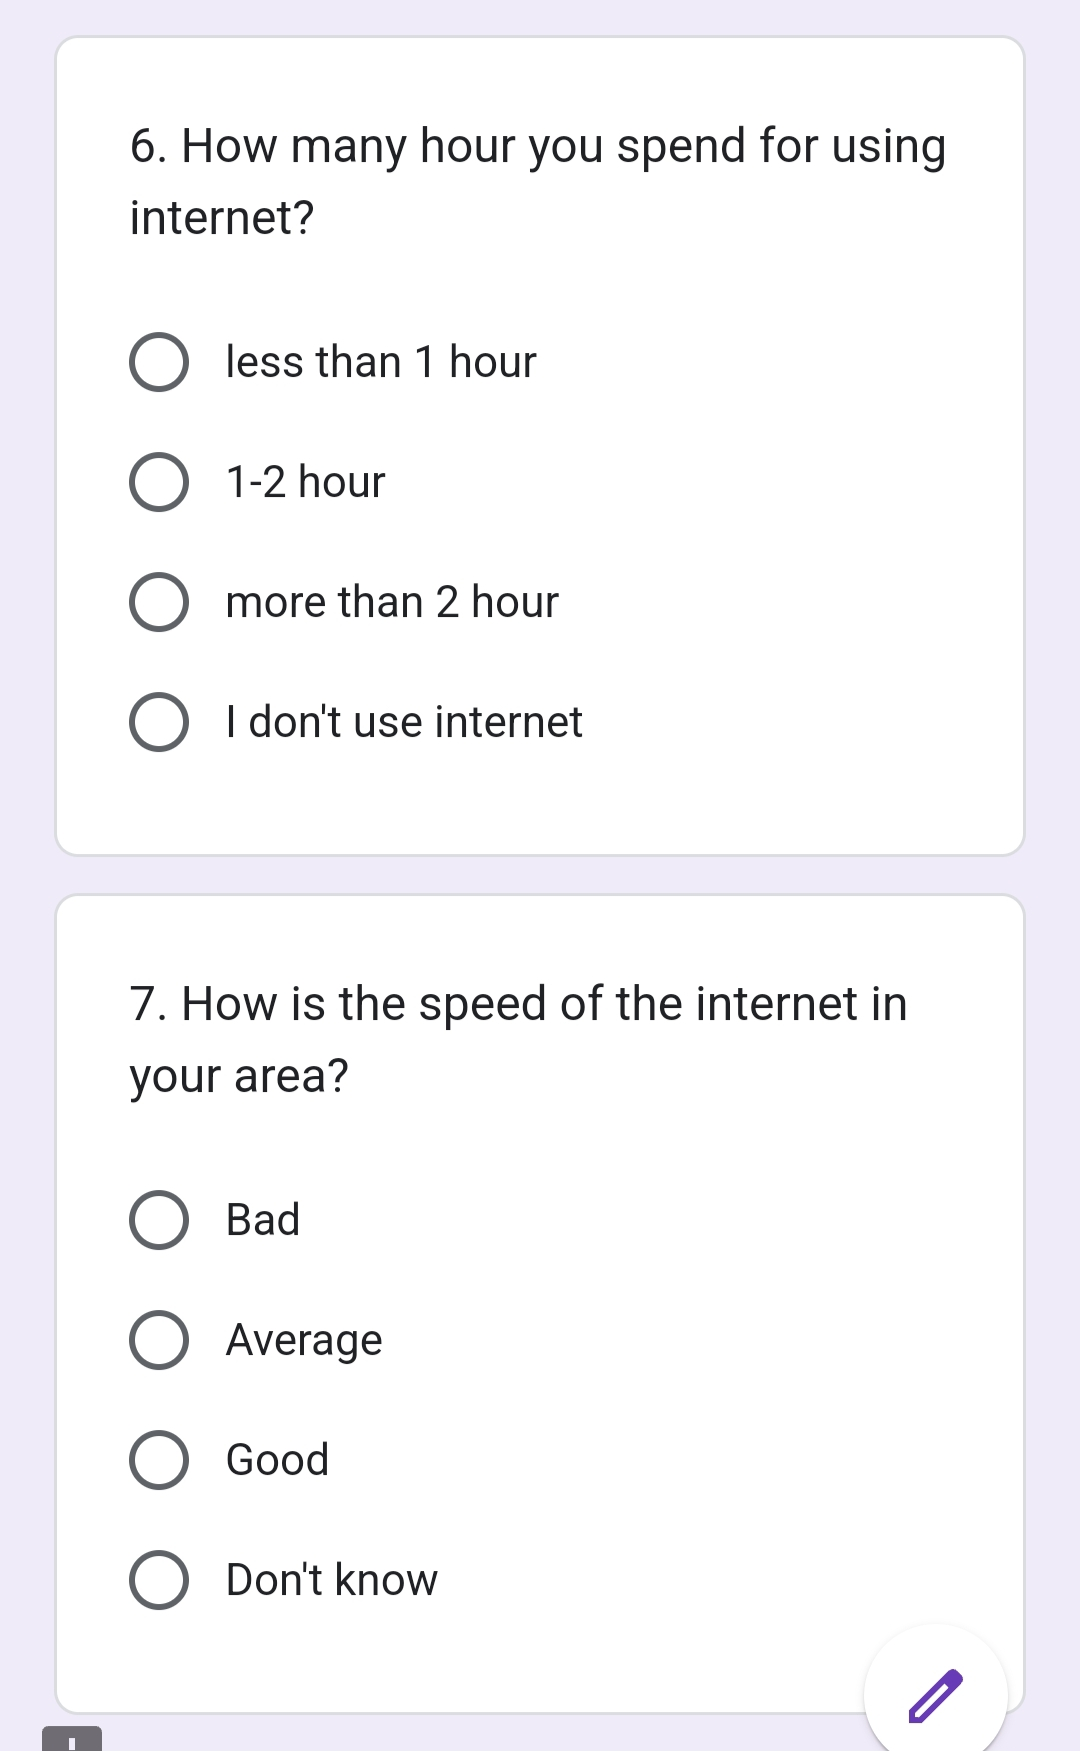 6. How many hour you spend for using
internet?
less than 1 hour
1-2 hour
more than 2 hour
I don't use internet
7. How is the speed of the internet in
your area?
Bad
Average
Good
Don't know